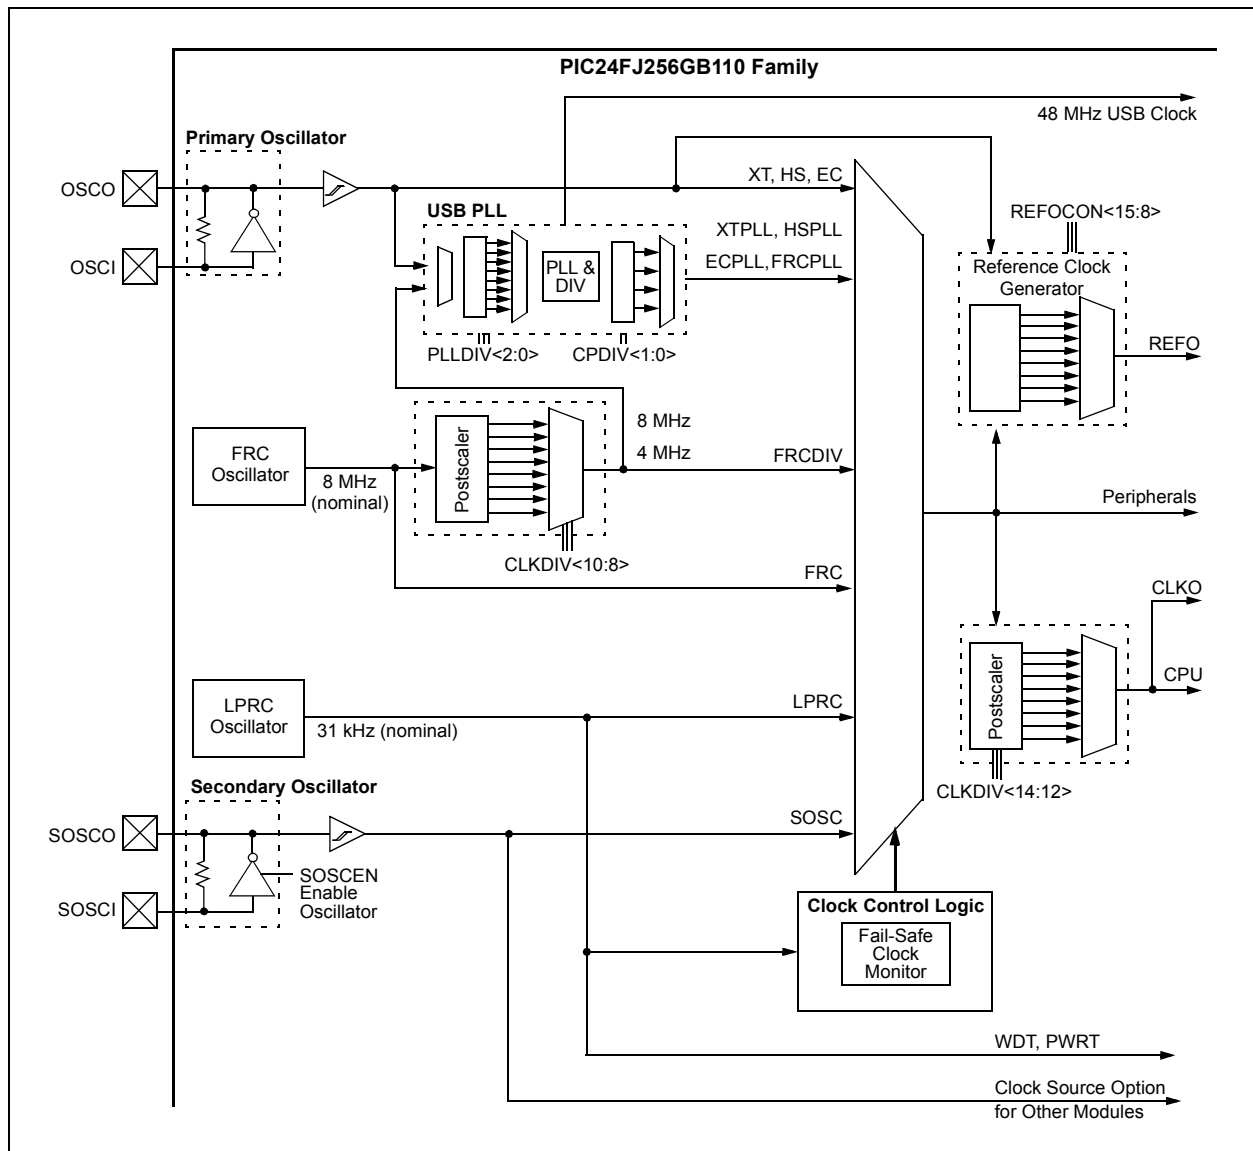 PIC24FJ256GB110 Family
48 MHz USB Clock
Primary Oscillator
OSCO
XT, HS, EC
USB PLL
REFOCON<15:8>
XTPLL, HSPLL
OSCI
PLL &
DIV
ECPLL,FRCPLL
Reference Clock
Generator
REFO
PLLDIV<2:0>
CPDIV<1:0>
8 MHz
4 MHz
FRC
Oscillator
8 MHz
(nominal)
Postscaler
FRCDIV
Peripherals
CLKDIV<10:8>
FRC
CLKO
CPU
Postscaler
LPRC
Oscillator
31 kHz (nominal)
LPRC
CLKDIV<14:12>
Secondary Oscillator
SOSCO
SOSC
SOSCEN
Enable
Oscillator
SOSCI
Clock Control Logic
Fail-Safe
Clock
Monitor
WDT, PWRT
Clock Source Option
for Other Modules